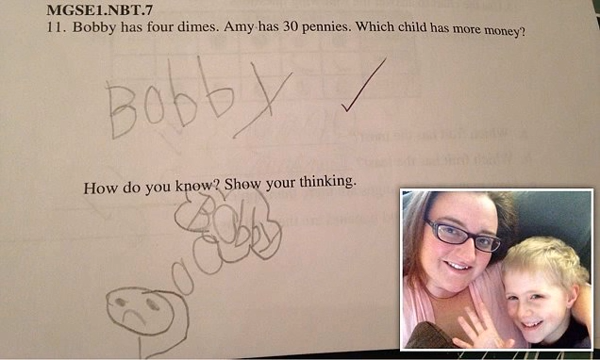 MGSE1.NBT.7
11. Bobby has four dimes. Amy has 30 pennies. Which child has more money?
Bobby
How do you know? Show your thinking.
Bobby